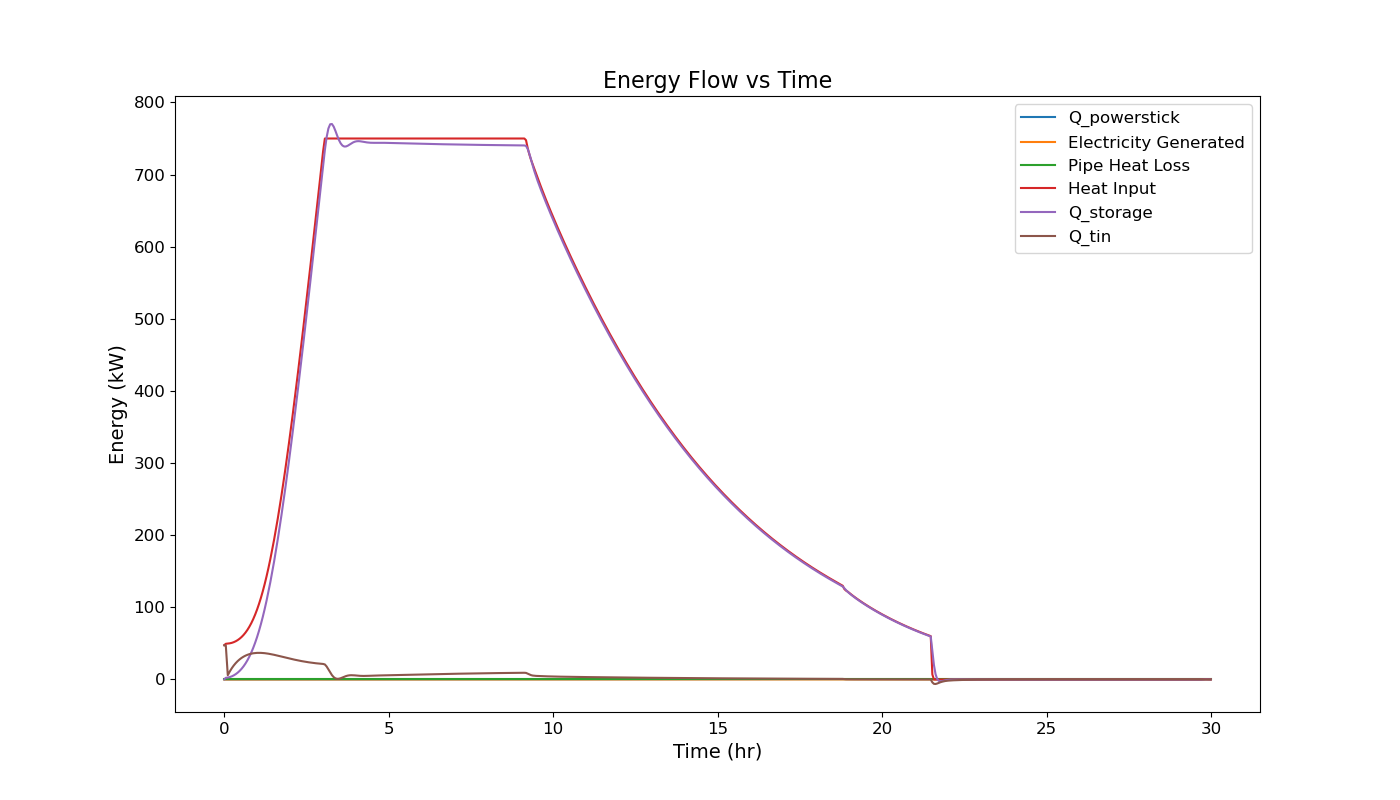 Energy Flow vs Time
Energy (kW)
800
700
600
500
400
300
200
100
0
Q_powerstick
Electricity Generated
Pipe Heat Loss
Heat Input
Q_storage
Q_tin
0 5 10 15 20 25 30
Time (hr)